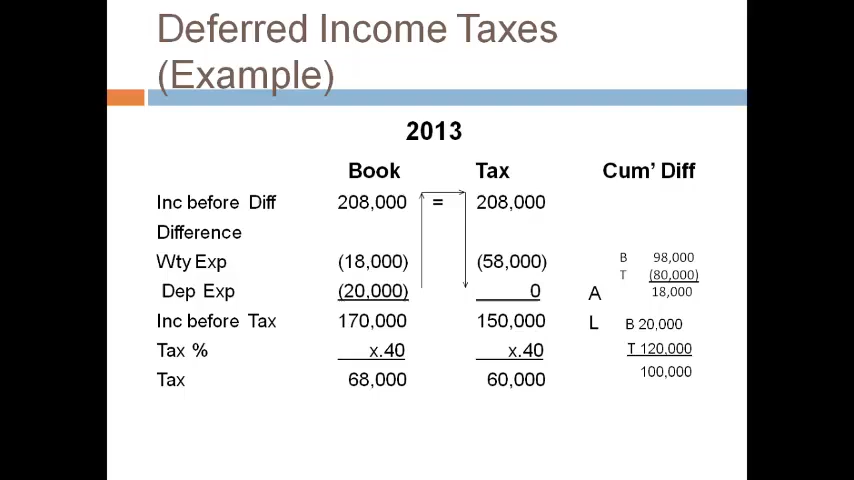 Deferred Income Taxes
(Example)
2013
Book Tax Cum’ Diff
Inc before Diff 208,000 = 208,000
Difference
Wty Exp (18,000) (58,000) B 98,000
T (80,000)
Dep Exp (20,000) 0 A 18,000
Inc before Tax 170,000 150,000 L B 20,000
Tax % x.40 x.40 T 120,000
Tax 68,000 60,000 100,000